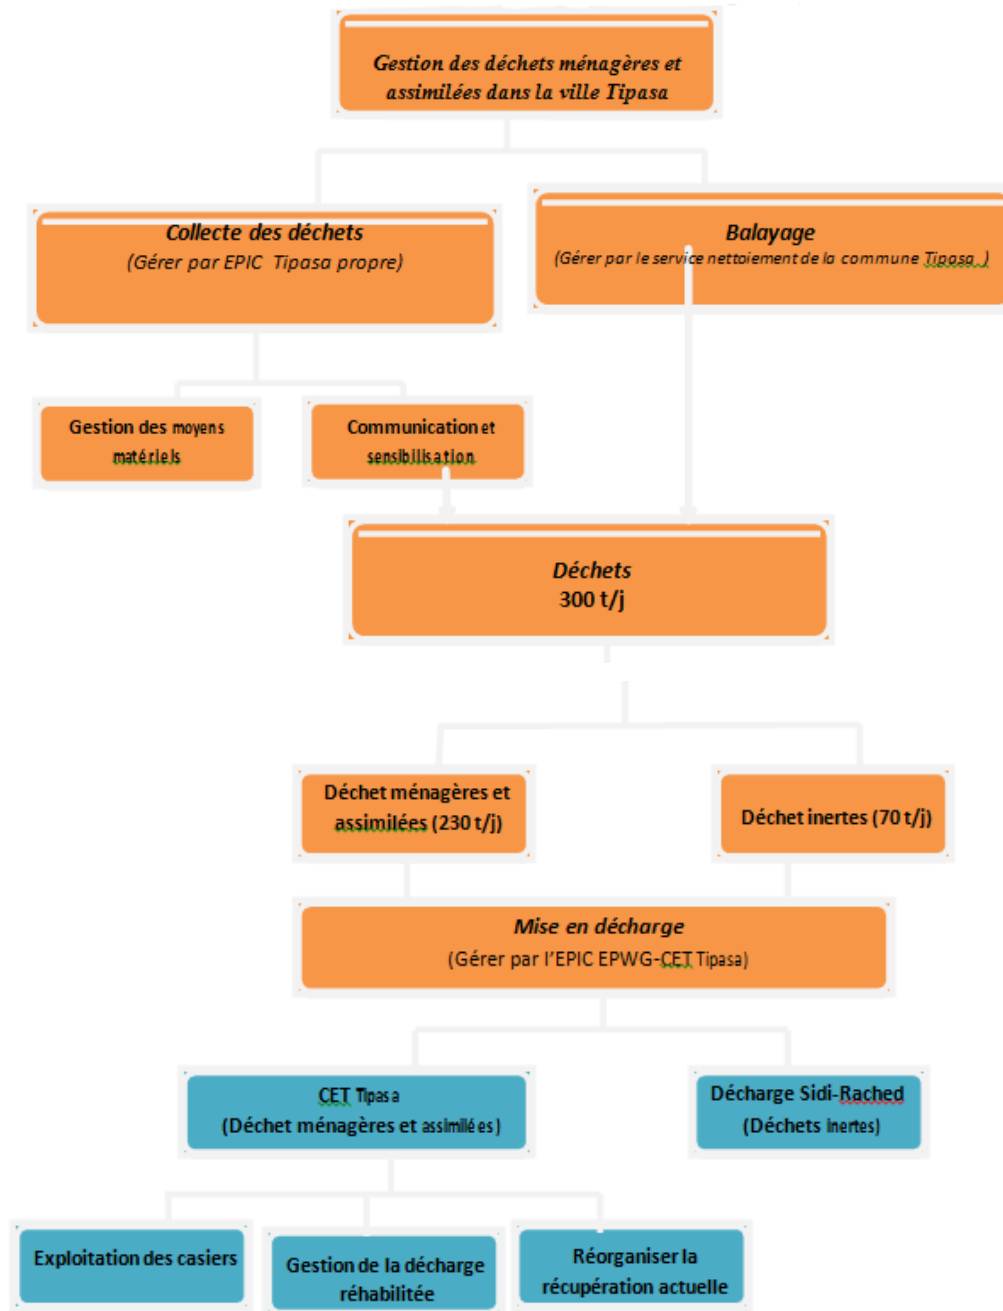 Gestion des déchets ménagères et
assimilées dans la ville Tipasa
Collecte des déchets
(Gérer par EPIC Tipasa propre)
Balayage
(Gérer par le service nettoiement de la commune Tipasa )
Gestion des moyens
matériels
Communication et
sensibilisation
Déchets
300 t/j
Déchet ménagères et
assimilées (230 t/j)
Déchet inertes (70 t/j)
Mise en décharge
(Gérer par l'EPIC EPWG-CET Tipasa)
CET Tipasa
(Déchet ménagères et assimilées)
Décharge Sidi-Rached
(Déchets inertes)
Exploitation des casiers
Gestion de la décharge
réhabilitée
Réorganiser la
récupération actuelle